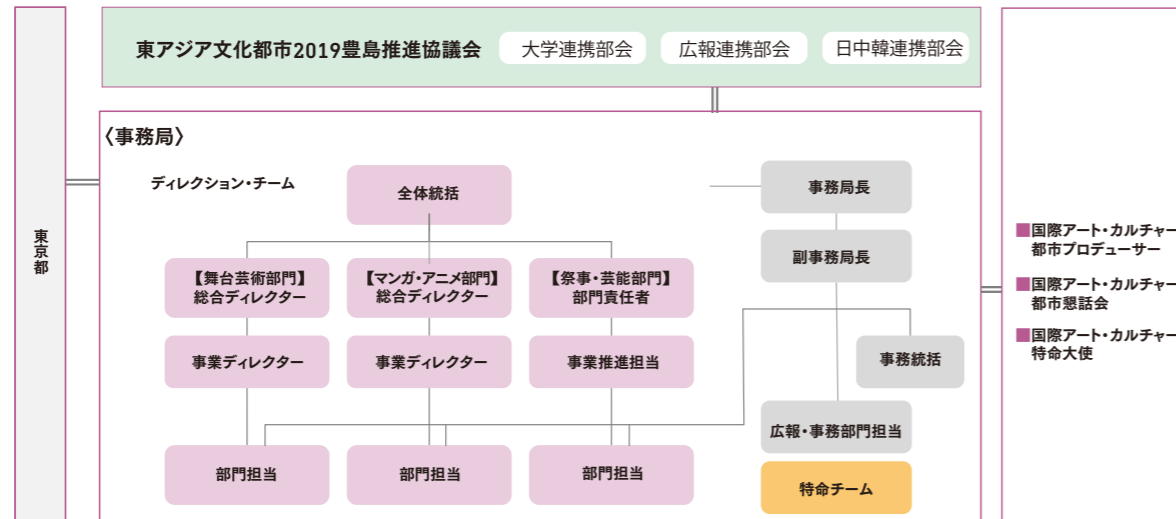 東アジア文化都市2019豊島推進協議会
大学連携部会
広報連携部会
日中韓連携部会
〈事務局〉
ディレクション・チーム
全体統括
事務局長
東京都
副事務局長
【舞台芸術部門】
総合ディレクター
【マンガ・アニメ部門】
総合ディレクター
【祭事・芸能部門】
部門責任者
事業ディレクター
事業ディレクター
事業推進担当
事務統括
広報・事務部門担当
部門担当
部門担当
部門担当
特命チーム
■国際アート・カルチャー
都市プロデューサー
■国際アート・カルチャー
都市懇話会
■国際アート・カルチャー
特命大使